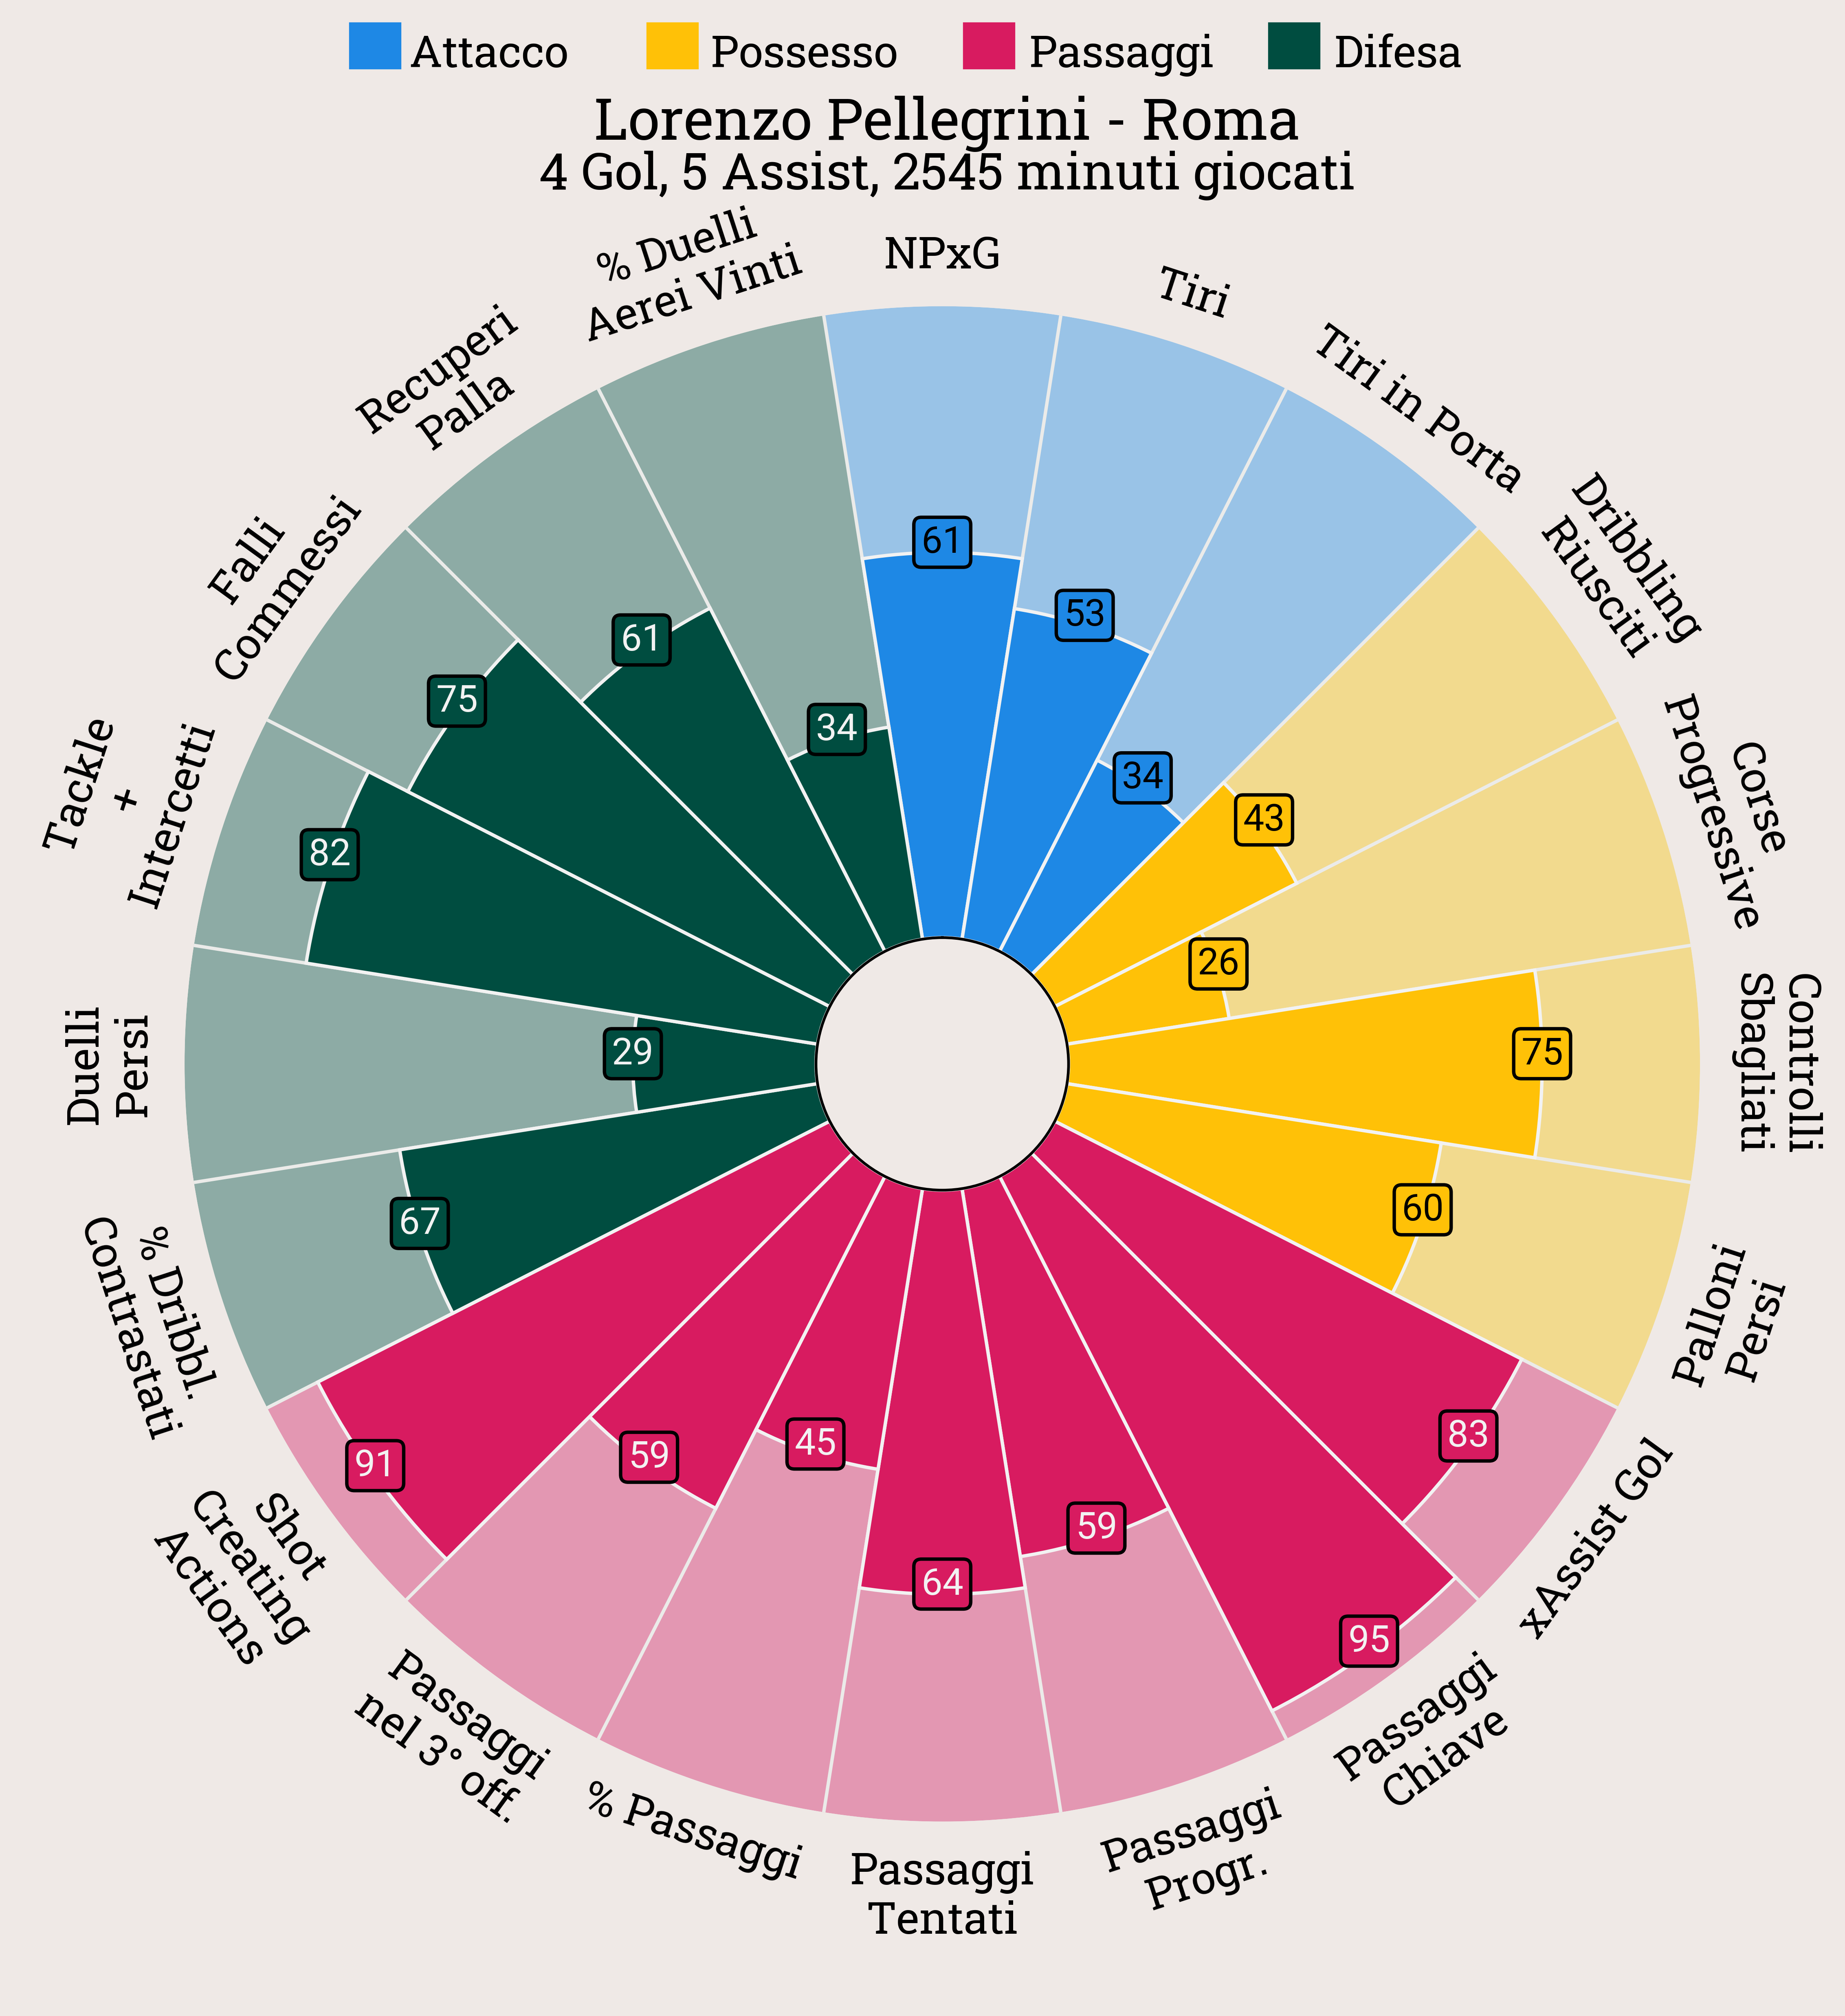 Attacco
Possesso
Passaggi
Difesa
Lorenzo Pellegrini - Roma
4 Gol, 5 Assist, 2545 minuti giocati
NPxG
61
Tiri
53
Tiri in Porta
34
Dribbling
Riusciti
43
Corse
Progressive
26
Controlli
Sbagliati
75
Palloni
Persi
60
xAssist Gol
83
Passaggi
Chiave
95
Passaggi
Progr.
59
Passaggi
Tentati
64
% Passaggi
45
Passaggi
nel 3° off.
59
Shot
Creating
Actions
91
% Dribbl.
Contrastati
67
Duelli
Persi
29
Tackle
+
Intercetti
82
Falli
Commessi
75
Recuperi
Palla
61
% Duelli
Aerei Vinti
34